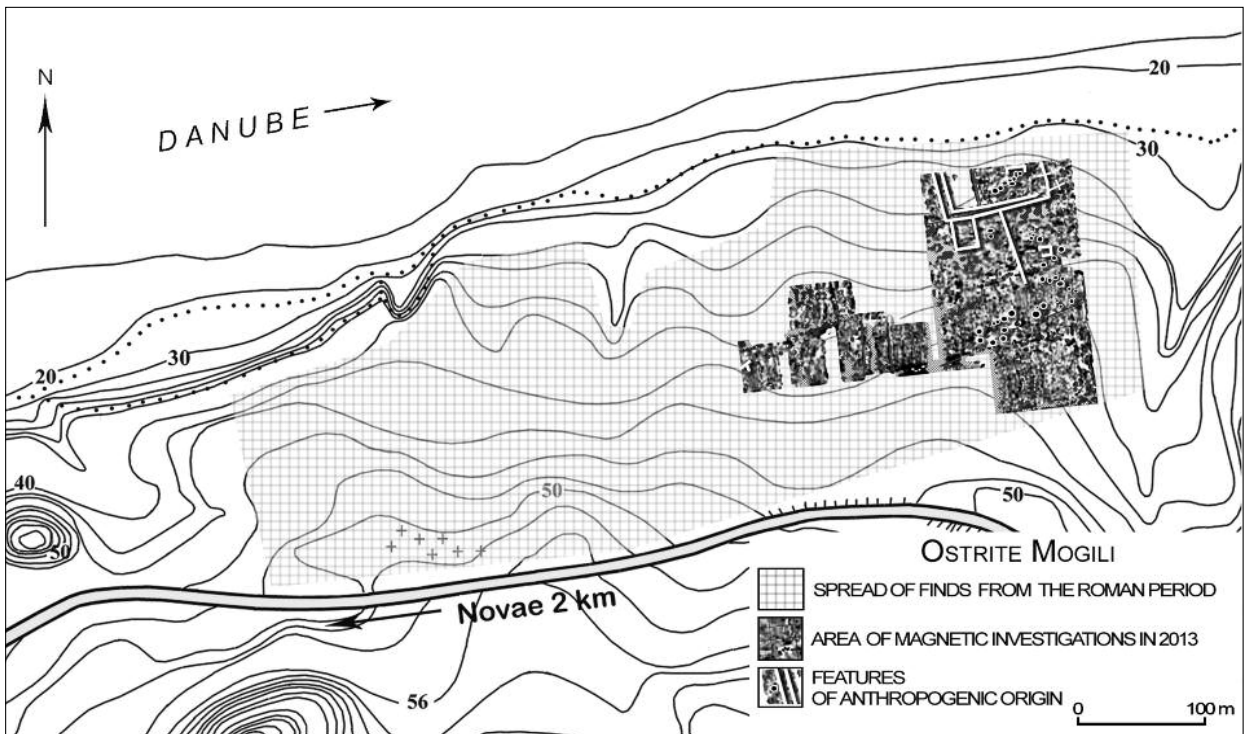 N
DANUBE
20
30
30
20
40
50
50
50
OSTRITE MOGILI
SPREAD OF FINDS FROM THE ROMAN PERIOD
Novae 2 km
AREA OF MAGNETIC INVESTIGATIONS IN 2013
FEATURES
OF ANTHROPOGENIC ORIGIN
56
0 100 m